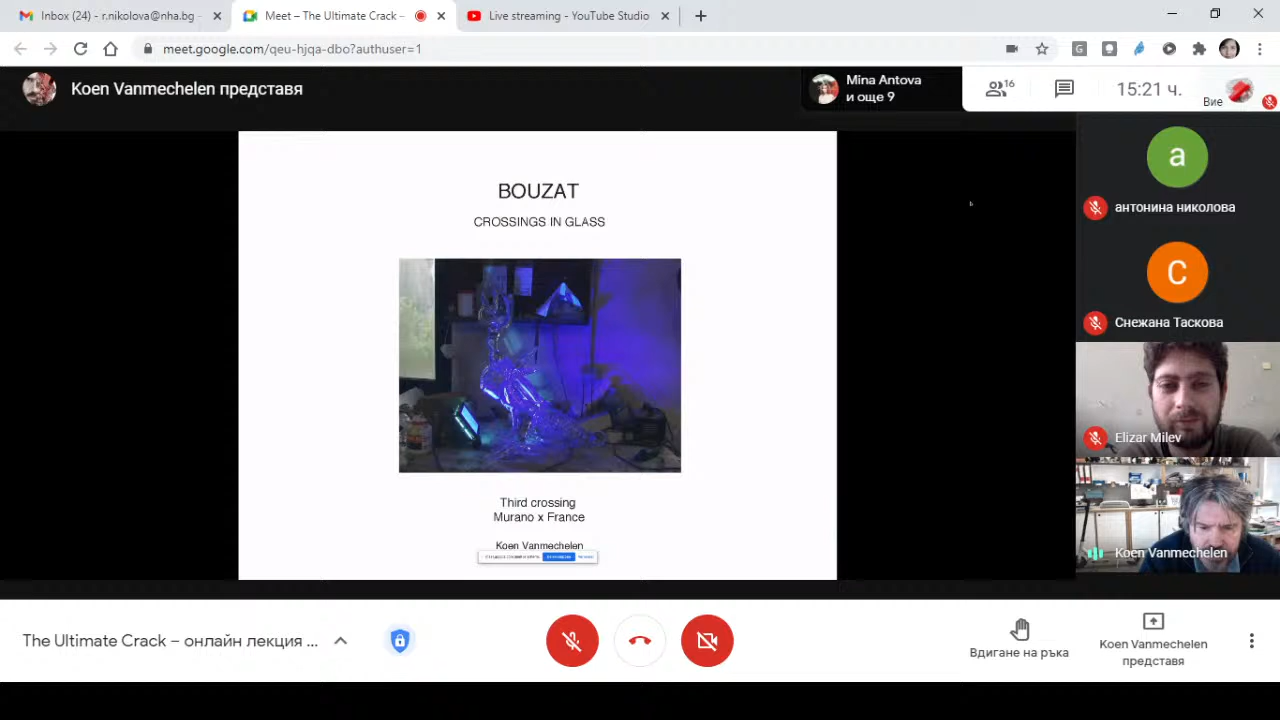 Inbox (24) - r.nikolova@nha.bg -
Meet – The Ultimate Crack –
Live streaming - YouTube Studio
meet.google.com/qeu-hjqa-dbo?authuser=1
Koen Vanmechelen представя
Mina Antova
и още 9
16
15:21 ч.
Вие
BOUZAT
CROSSINGS IN GLASS
Third crossing
Murano x France
Koen Vanmechelen
a
антонина николова
С
Снежана Таскова
Elizar Milev
Koen Vanmechelen
The Ultimate Crack – онлайн лекция ...
Вдигане на ръка
Koen Vanmechelen
представя